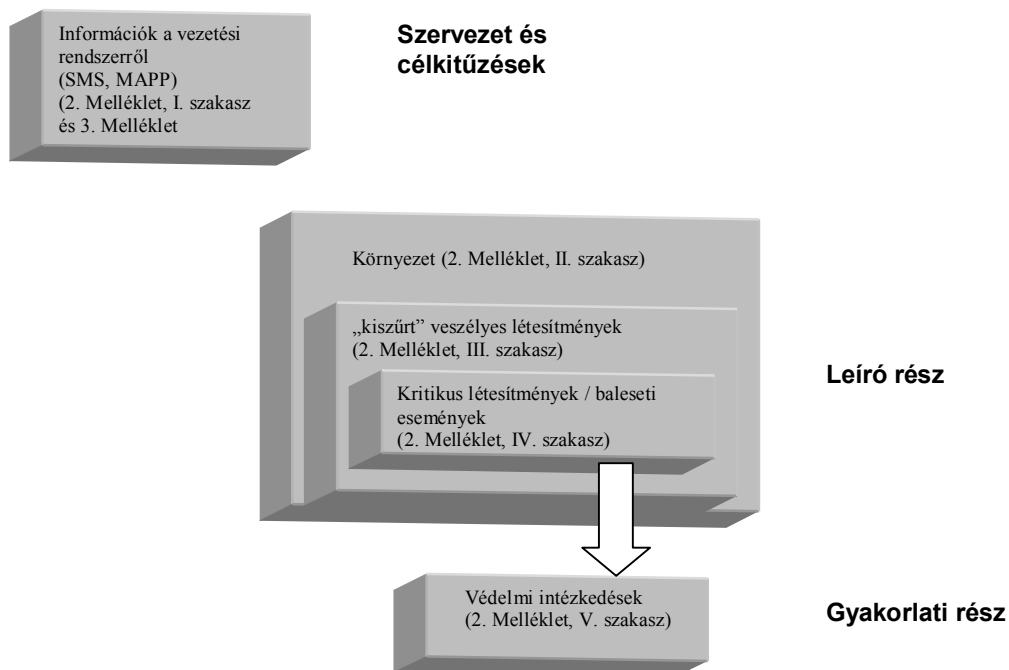 Információk a vezetési
rendszerről
(SMS, MAPP)
(2. Melléklet, I. szakasz
és 3. Melléklet
Szervezet és
célkitűzések
Környezet (2. Melléklet, II. szakasz)
„kiszűrt” veszélyes létesítmények
(2. Melléklet, III. szakasz)
Kritikus létesítmények / baleseti
események
(2. Melléklet, IV. szakasz)
Leíró rész
Védelmi intézkedések
(2. Melléklet, V. szakasz)
Gyakorlati rész